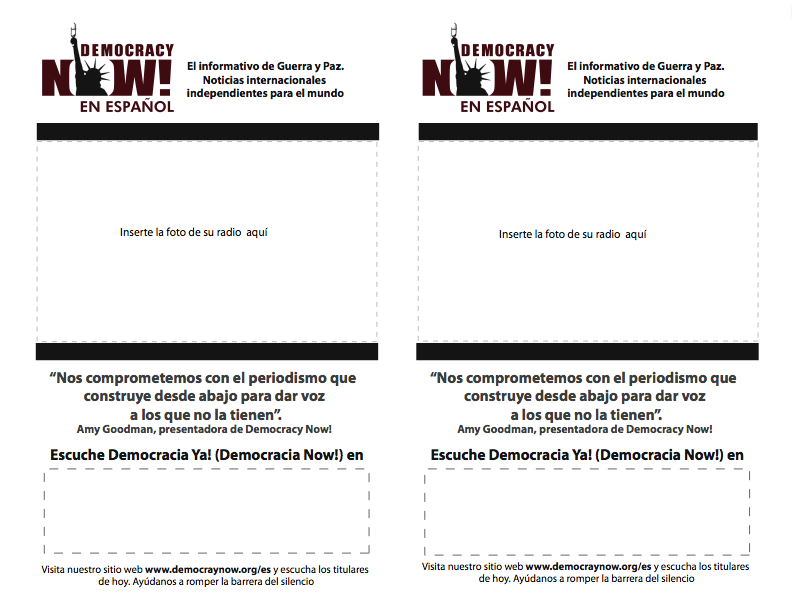 DEMOCRACY
NOW!
EN ESPAÑOL
El informativo de Guerra y Paz.
Noticias internacionales
independientes para el mundo
Inserte la foto de su radio aquí
“Nos comprometemos con el periodismo que
construye desde abajo para dar voz
a los que no la tienen”.
Amy Goodman, presentadora de Democracy Now!
Escuche Democracia Ya! (Democracia Now!) en
Visita nuestro sitio web www.democraynow.org/es y escucha los titulares
de hoy. Ayúdanos a romper la barrera del silencio
DEMOCRACY
NOW!
EN ESPAÑOL
El informativo de Guerra y Paz.
Noticias internacionales
independientes para el mundo
Inserte la foto de su radio aquí
“Nos comprometemos con el periodismo que
construye desde abajo para dar voz
a los que no la tienen”.
Amy Goodman, presentadora de Democracy Now!
Escuche Democracia Ya! (Democracia Now!) en
Visita nuestro sitio web www.democraynow.org/es y escucha los titulares
de hoy. Ayúdanos a romper la barrera del silencio